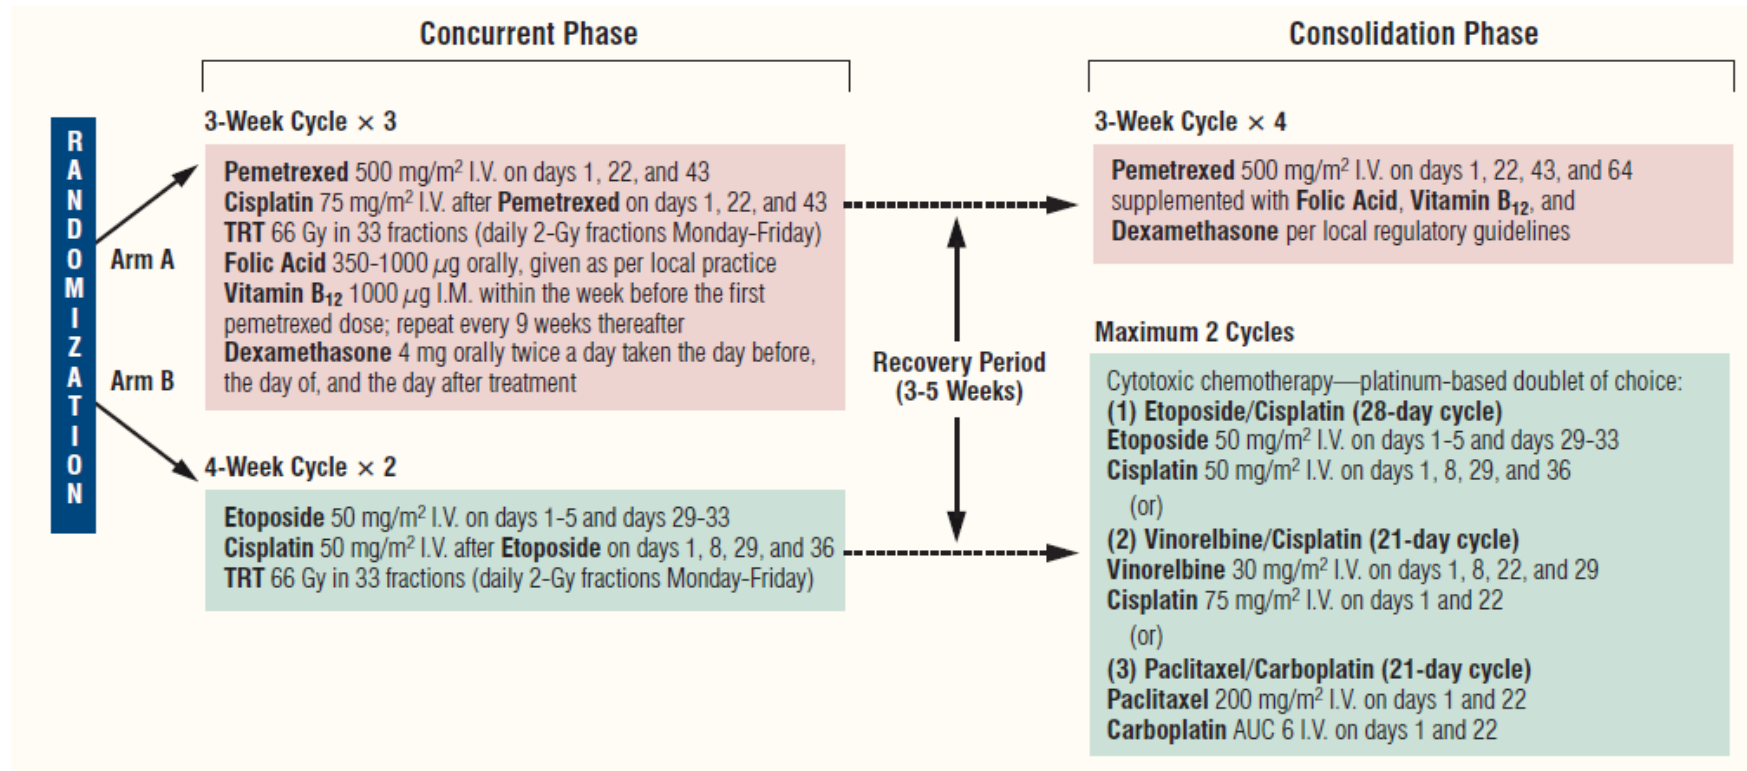 Concurrent Phase
Consolidation Phase
RANDOMIZATION
Arm A
Arm B
3-Week Cycle × 3
Pemetrexed 500 mg/m² I.V. on days 1, 22, and 43
Cisplatin 75 mg/m² I.V. after Pemetrexed on days 1, 22, and 43
TRT 66 Gy in 33 fractions (daily 2-Gy fractions Monday-Friday)
Folic Acid 350-1000 µg orally, given as per local practice
Vitamin B₁₂ 1000 µg I.M. within the week before the first
pemetrexed dose; repeat every 9 weeks thereafter
Dexamethasone 4 mg orally twice a day taken the day before,
the day of, and the day after treatment
4-Week Cycle × 2
Etoposide 50 mg/m² I.V. on days 1-5 and days 29-33
Cisplatin 50 mg/m² I.V. after Etoposide on days 1, 8, 29, and 36
TRT 66 Gy in 33 fractions (daily 2-Gy fractions Monday-Friday)
Recovery Period
(3-5 Weeks)
3-Week Cycle × 4
Pemetrexed 500 mg/m² I.V. on days 1, 22, 43, and 64
supplemented with Folic Acid, Vitamin B₁₂, and
Dexamethasone per local regulatory guidelines
Maximum 2 Cycles
Cytotoxic chemotherapy—platinum-based doublet of choice:
(1) Etoposide/Cisplatin (28-day cycle)
Etoposide 50 mg/m² I.V. on days 1-5 and days 29-33
Cisplatin 50 mg/m² I.V. on days 1, 8, 29, and 36
(or)
(2) Vinorelbine/Cisplatin (21-day cycle)
Vinorelbine 30 mg/m² I.V. on days 1, 8, 22, and 29
Cisplatin 75 mg/m² I.V. on days 1 and 22
(or)
(3) Paclitaxel/Carboplatin (21-day cycle)
Paclitaxel 200 mg/m² I.V. on days 1 and 22
Carboplatin AUC 6 I.V. on days 1 and 22